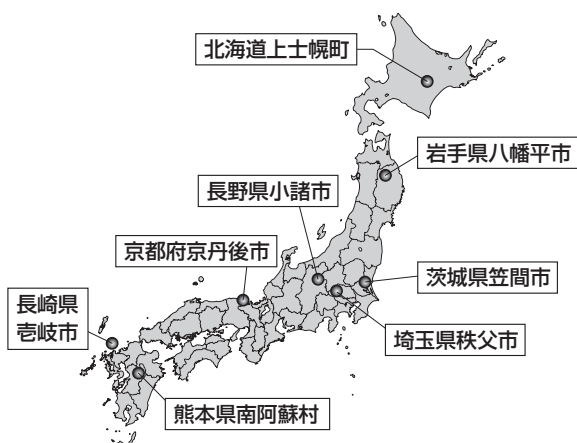 北海道上士幌町
岩手県八幡平市
長野県小諸市
京都府京丹後市
茨城県笠間市
長崎県
壱岐市
埼玉県秩父市
熊本県南阿蘇村